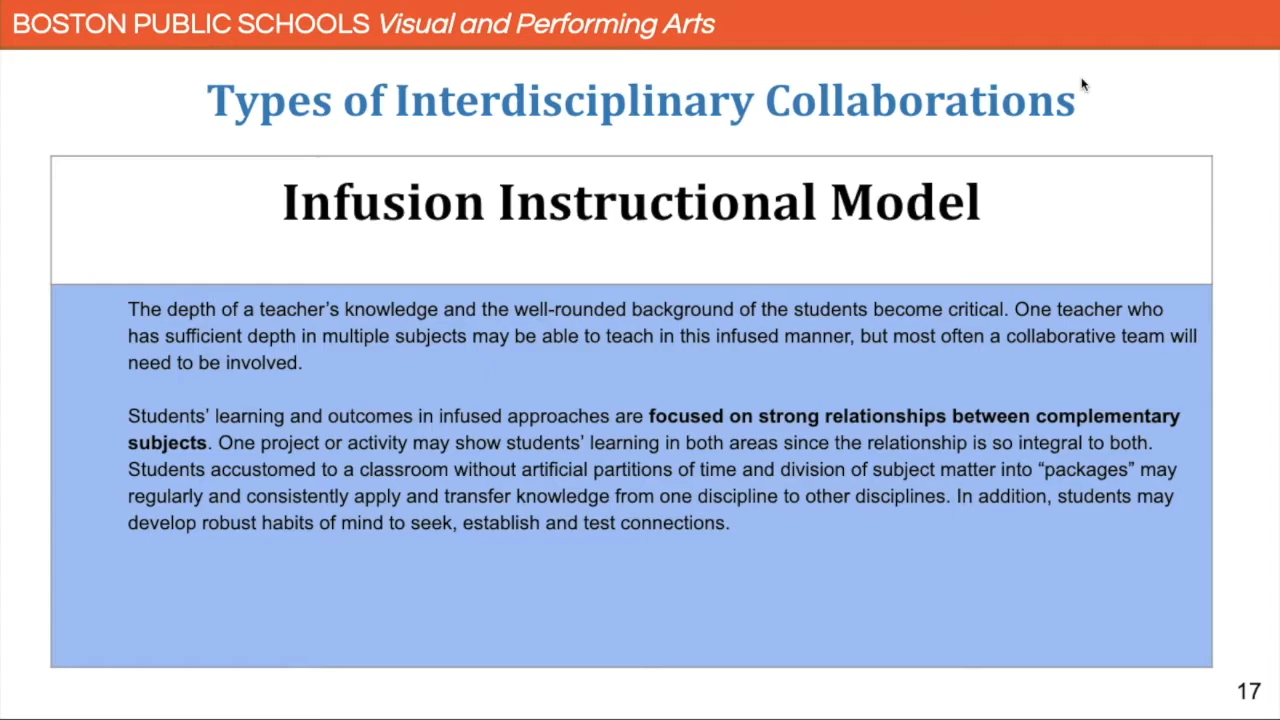 BOSTON PUBLIC SCHOOLS Visual and Performing Arts
Types of Interdisciplinary Collaborations
Infusion Instructional Model
The depth of a teacher’s knowledge and the well-rounded background of the students become critical. One teacher who
has sufficient depth in multiple subjects may be able to teach in this infused manner, but most often a collaborative team will
need to be involved.
Students’ learning and outcomes in infused approaches are focused on strong relationships between complementary
subjects. One project or activity may show students’ learning in both areas since the relationship is so integral to both.
Students accustomed to a classroom without artificial partitions of time and division of subject matter into “packages” may
regularly and consistently apply and transfer knowledge from one discipline to other disciplines. In addition, students may
develop robust habits of mind to seek, establish and test connections.
17